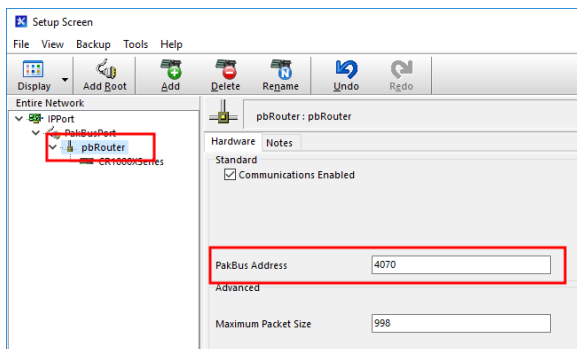 Setup Screen
File View Backup Tools Help
Display Add Root Add Delete Rename Undo Redo
Entire Network
IPPort
PakBusPort
pbRouter
CR1000XSeries
pbRouter : pbRouter
Hardware Notes
Standard
Communications Enabled
PakBus Address 4070
Advanced
Maximum Packet Size 998